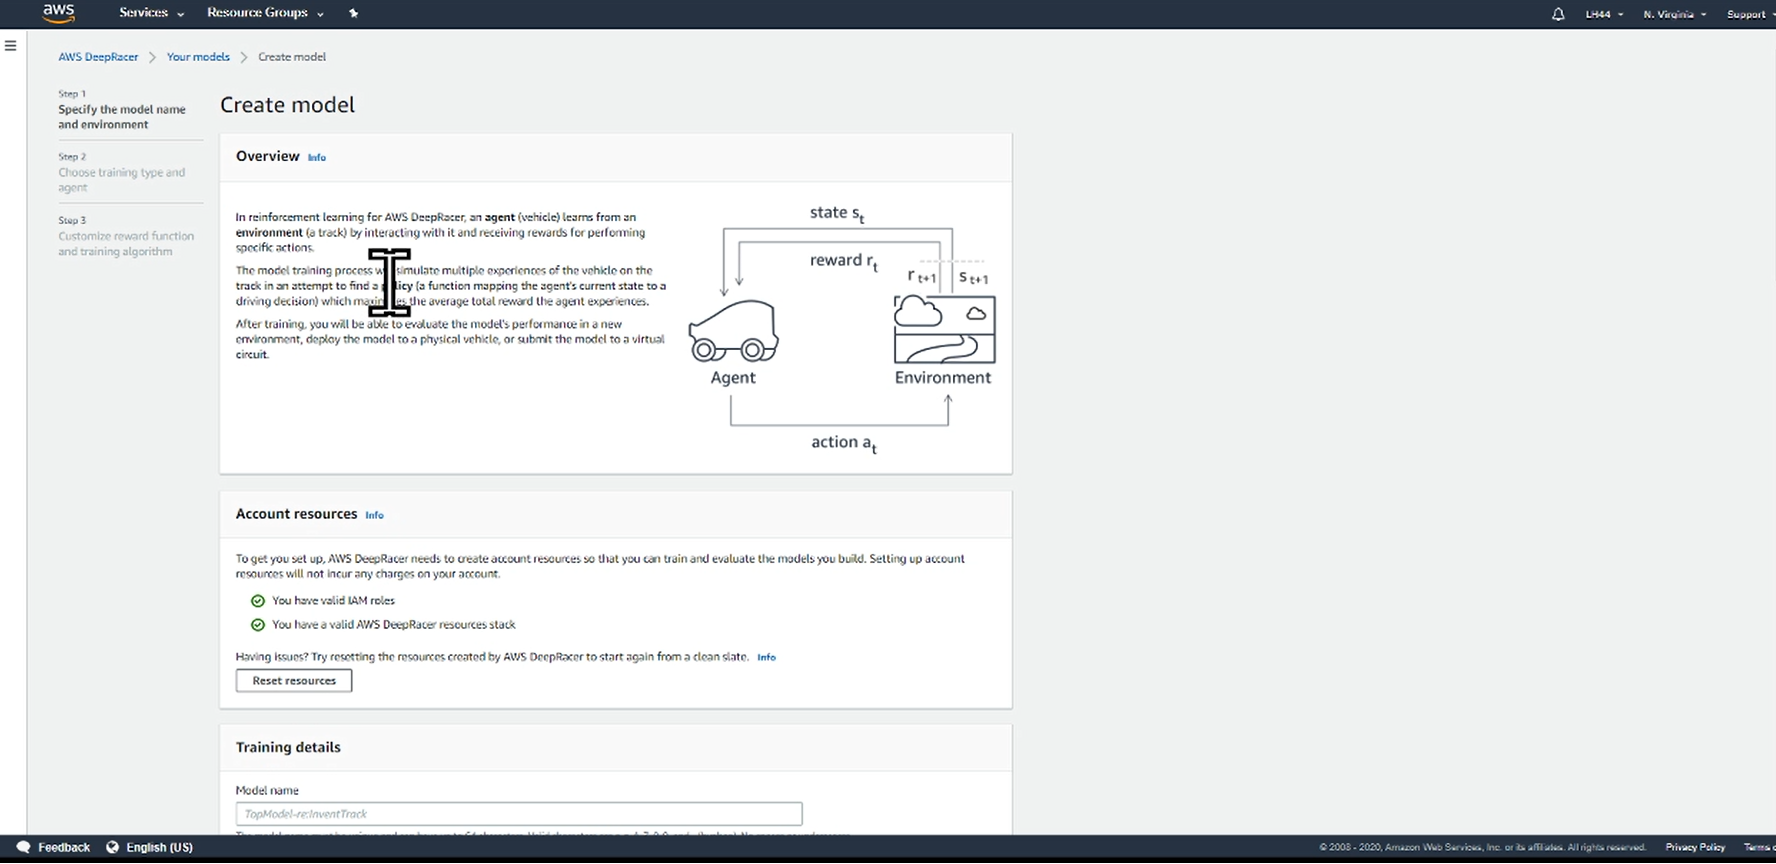 aws
Services
Resource Groups
LH44
N. Virginia
Support
AWS DeepRacer > Your models > Create model
Step 1
Specify the model name
and environment
Step 2
Choose training type and
agent
Step 3
Customize reward function
and training algorithm
Create model
Overview Info
In reinforcement learning for AWS DeepRacer, an agent (vehicle) learns from an
environment (a track) by interacting with it and receiving rewards for performing
specific actions.
The model training process simulate multiple experiences of the vehicle on the
track in an attempt to find a policy (a function mapping the agent's current state to a
driving decision) which the average total reward the agent experiences.
After training, you will be able to evaluate the model's performance in a new
environment, deploy the model to a physical vehicle, or submit the model to a virtual
circuit.
state st
reward rt
r t+1
s t+1
Agent
Environment
action at
Account resources Info
To get you set up, AWS DeepRacer needs to create account resources so that you can train and evaluate the models you build. Setting up account
resources will not incur any charges on your account.
You have valid IAM roles
You have a valid AWS DeepRacer resources stack
Having issues? Try resetting the resources created by AWS DeepRacer to start again from a clean slate. Info
Reset resources
Training details
Model name
TopModel-re:InventTrack
Feedback
English (US)
© 2008 - 2020, Amazon Web Services, Inc. or its affiliates. All rights reserved.
Privacy Policy
Terms